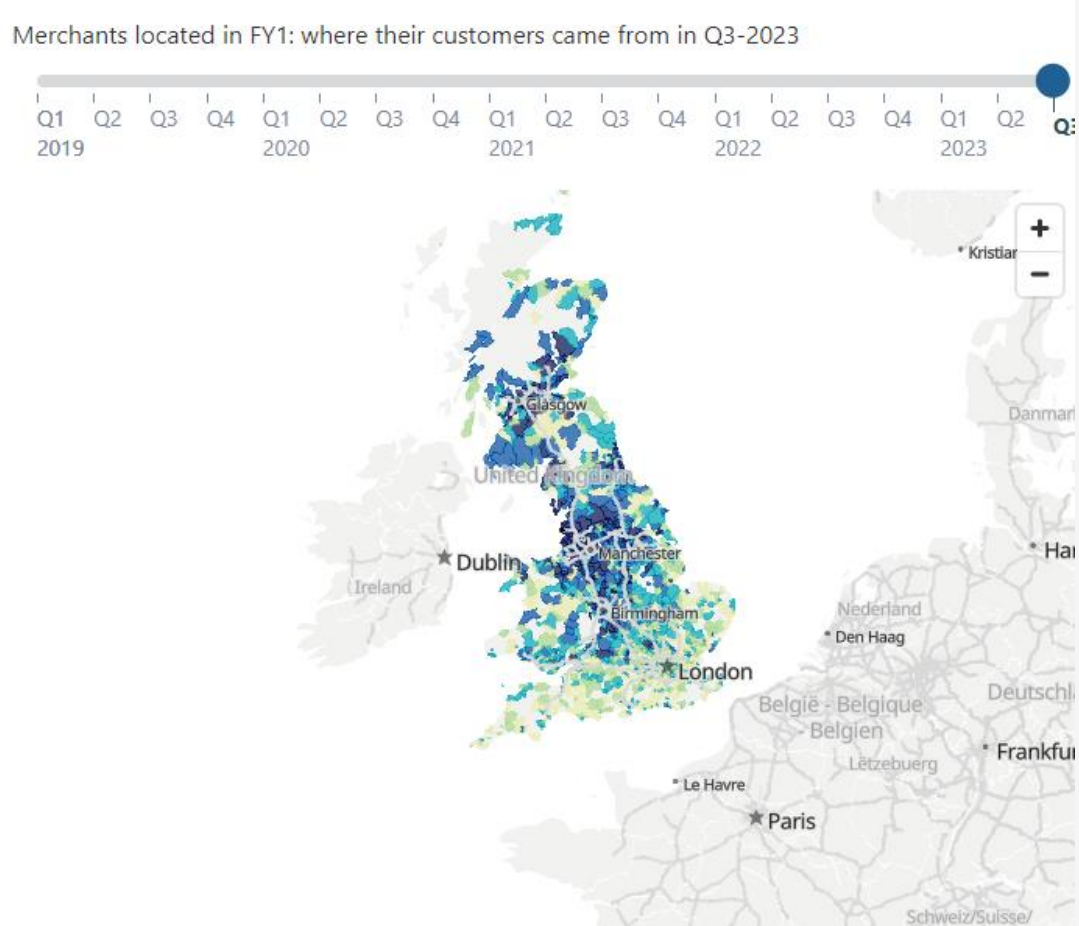 Merchants located in FY1: where their customers came from in Q3-2023
Q1 Q2 Q3 Q4 Q1 Q2 Q3 Q4 Q1 Q2 Q3 Q4 Q1 Q2 Q3 Q4 Q1 Q2 Q3
2019 2020 2021 2022 2023
+
−
Kristian
Glasgow
Danmar
United Kingdom
Manchester
Dublin
Har
Ireland
Birmingham
Nederland
Den Haag
London
België - Belgique
- Belgien
Deutschla
Lëtzebuerg
Frankfu
Le Havre
Paris
Schweiz/Suisse/